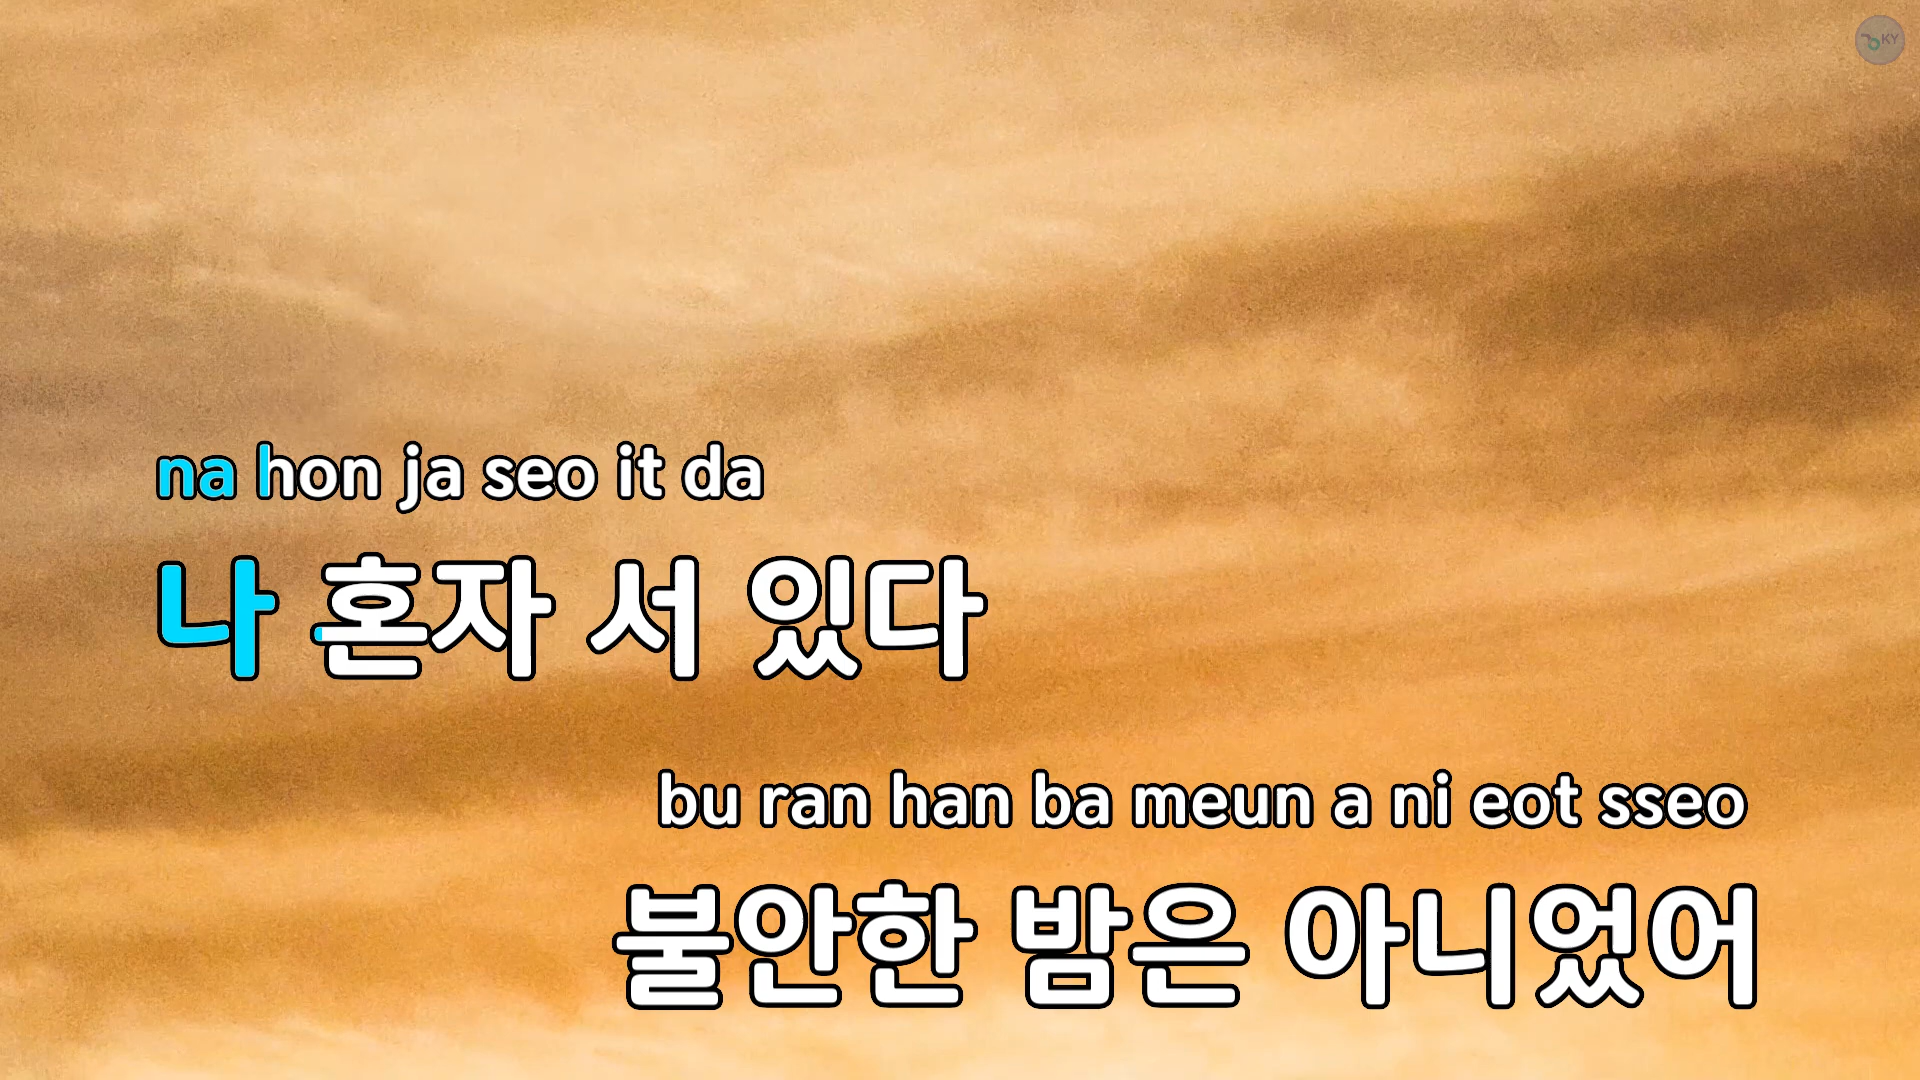 KY
na hon ja seo it da
나 혼자 서 있다
bu ran han ba meun a ni eot sseo
불안한 밤은 아니었어